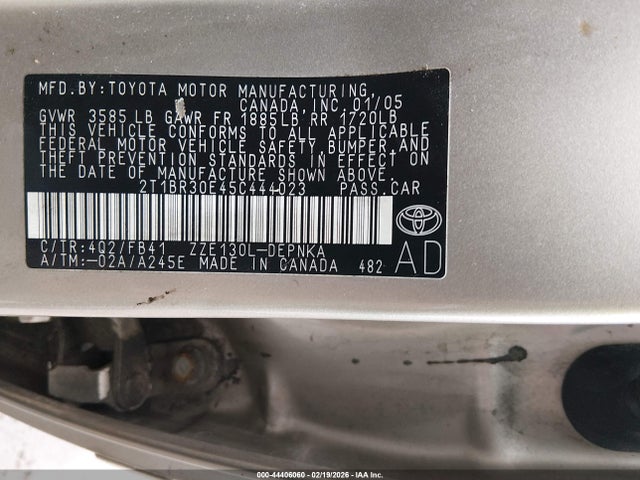 MFD.BY:TOYOTA MOTOR MANUFACTURING,
CANADA,INC.01/05
GVWR 3585LB GAWR FR 1885LB RR 1720LB
THIS VEHICLE CONFORMS TO ALL APPLICABLE
FEDERAL MOTOR VEHICLE SAFETY,BUMPER,AND
THEFT PREVENTION STANDARDS IN EFFECT ON
THE DATE OF MANUFACTURE SHOWN ABOVE.
2T1BR30E45C444023 PASS.CAR
C/TR:4Q2/FB41 ZZE130L-DEPNKA
A/TM:-02A/A245E MADE IN CANADA 482
AD
000-44406060 - 02/19/2026 - IAA Inc.